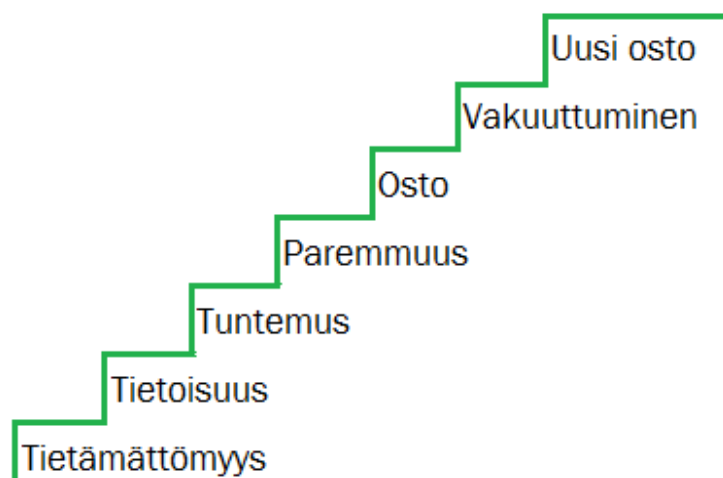 Uusi osto
Vakuuttuminen
Osto
Paremmuus
Tuntemus
Tietoisuus
Tietämättömyys